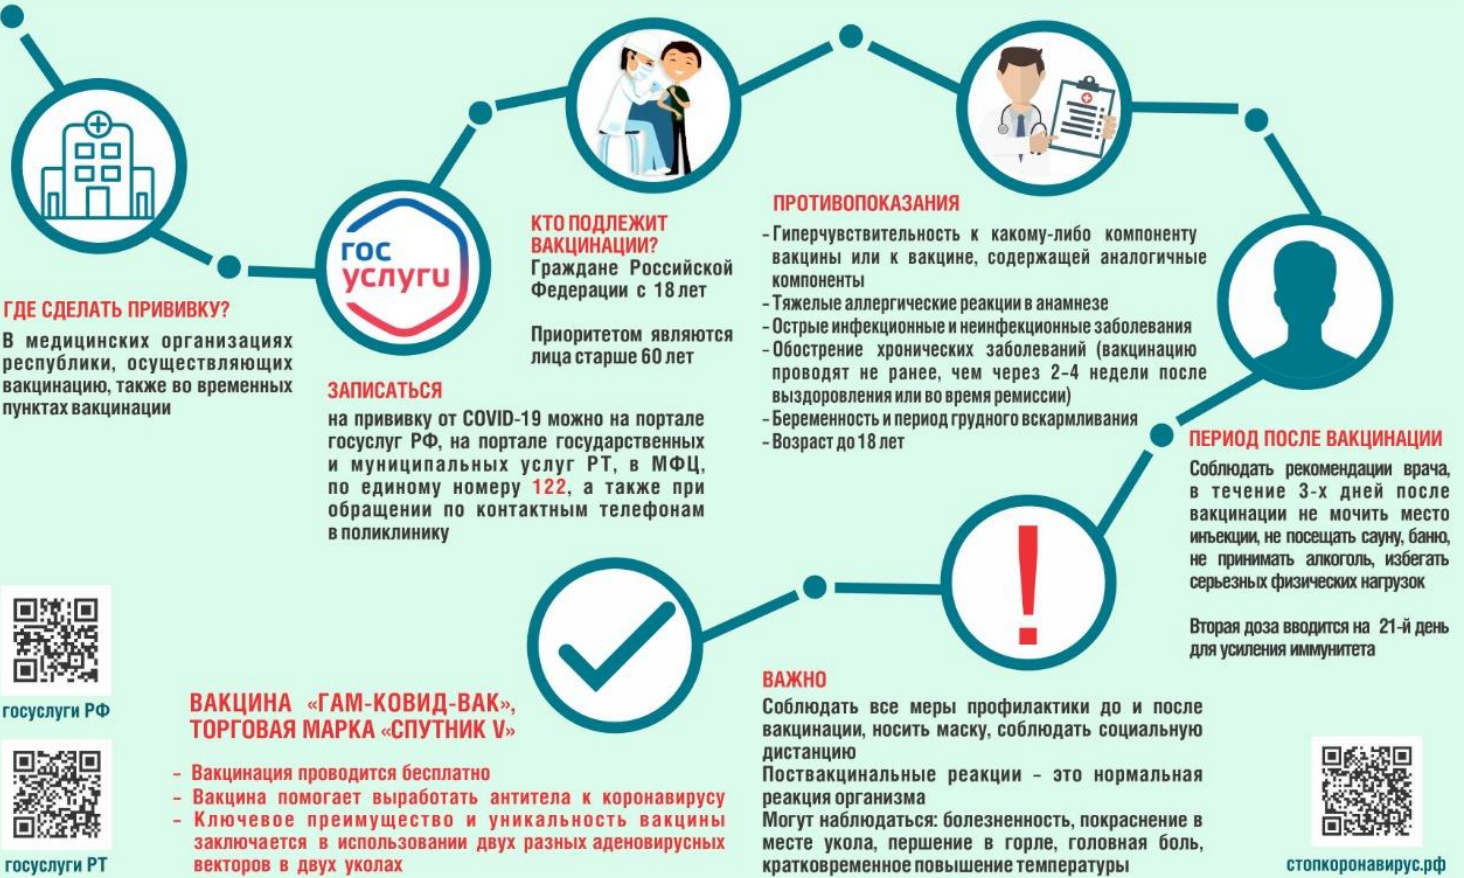 ГДЕ СДЕЛАТЬ ПРИВИВКУ?
В медицинских организациях
республики, осуществляющих
вакцинацию, также во временных
пунктах вакцинации
гос
услуги
ЗАПИСАТЬСЯ
на прививку от COVID-19 можно на портале
госуслуг РФ, на портале государственных
и муниципальных услуг РТ, в МФЦ,
по единому номеру 122, а также при
обращении по контактным телефонам
в поликлинику
КТО ПОДЛЕЖИТ
ВАКЦИНАЦИИ?
Граждане Российской
Федерации с 18 лет
Приоритетом являются
лица старше 60 лет
ПРОТИВОПОКАЗАНИЯ
- Гиперчувствительность к какому-либо компоненту
вакцины или к вакцине, содержащей аналогичные
компоненты
- Тяжелые аллергические реакции в анамнезе
- Острые инфекционные и неинфекционные заболевания
- Обострение хронических заболеваний (вакцинацию
проводят не ранее, чем через 2-4 недели после
выздоровления или во время ремиссии)
- Беременность и период грудного вскармливания
- Возраст до 18 лет
ПЕРИОД ПОСЛЕ ВАКЦИНАЦИИ
Соблюдать рекомендации врача,
в течение 3-х дней после
вакцинации не мочить место
инъекции, не посещать сауну, баню,
не принимать алкоголь, избегать
серьезных физических нагрузок
Вторая доза вводится на 21-й день
для усиления иммунитета
!
ВАЖНО
Соблюдать все меры профилактики до и после
вакцинации, носить маску, соблюдать социальную
дистанцию
Поствакцинальные реакции - это нормальная
реакция организма
Могут наблюдаться: болезненность, покраснение в
месте укола, першение в горле, головная боль,
кратковременное повышение температуры
ВАКЦИНА «ГАМ-КОВИД-ВАК»,
ТОРГОВАЯ МАРКА «СПУТНИК V»
- Вакцинация проводится бесплатно
- Вакцина помогает выработать антитела к коронавирусу
- Ключевое преимущество и уникальность вакцины
заключается в использовании двух разных аденовирусных
векторов в двух уколах
госуслуги РФ
госуслуги РТ
стопкоронавирус.рф